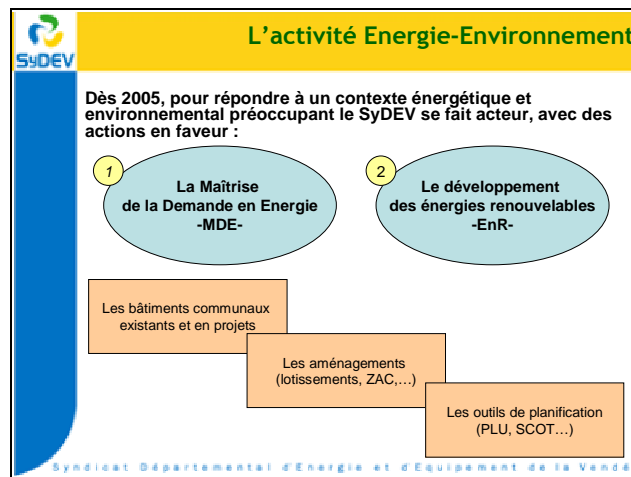 SyDEV
L'activité Energie-Environnement
Dès 2005, pour répondre à un contexte énergétique et
environnemental préoccupant le SyDEV se fait acteur, avec des
actions en faveur :
1
La Maîtrise
de la Demande en Energie
-MDE-
2
Le développement
des énergies renouvelables
-EnR-
Les bâtiments communaux
existants et en projets
Les aménagements
(lotissements, ZAC,...)
Les outils de planification
(PLU, SCOT...)
Syndicat Départemental d'Energie et d'Equipement de la Vendé